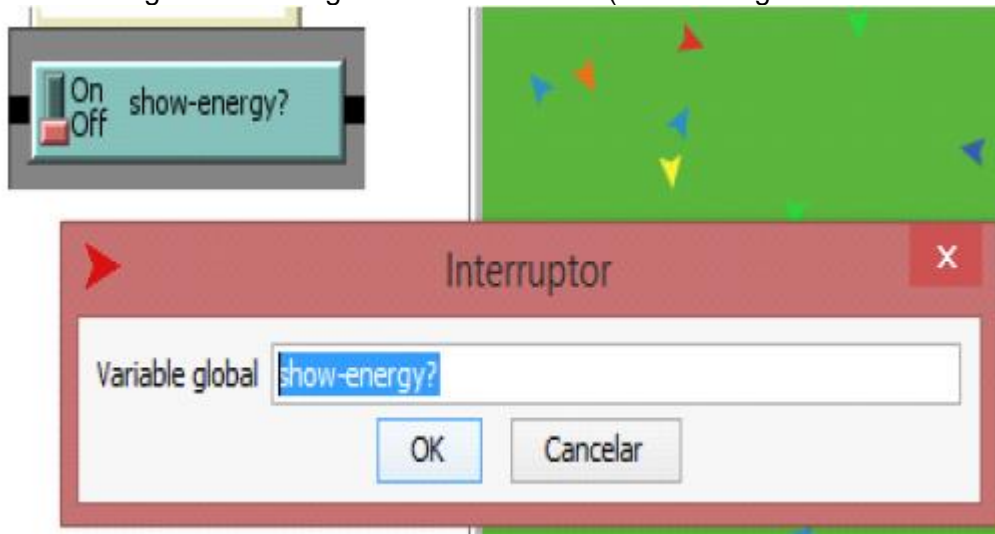 On
Off
show-energy?
Interruptor
x
Variable global show-energy?
OK Cancelar